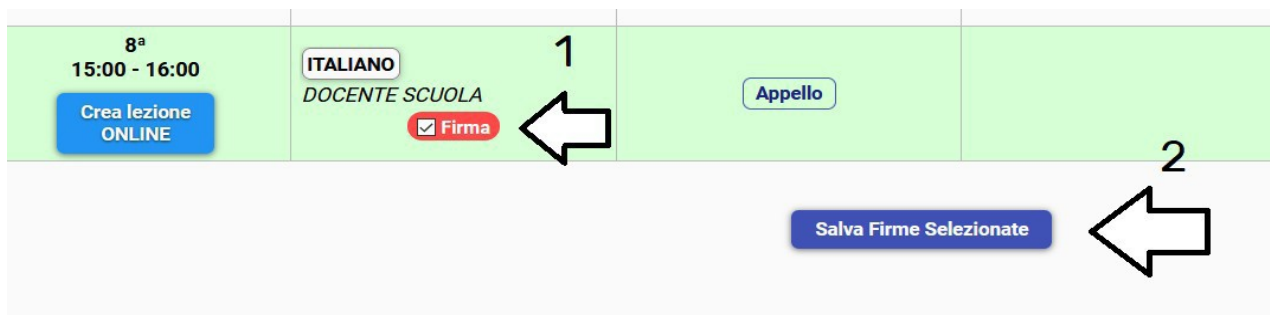 8ª
15:00 - 16:00
Crea lezione
ONLINE
ITALIANO
DOCENTE SCUOLA
Firma
1
Appello
2
Salva Firme Selezionate